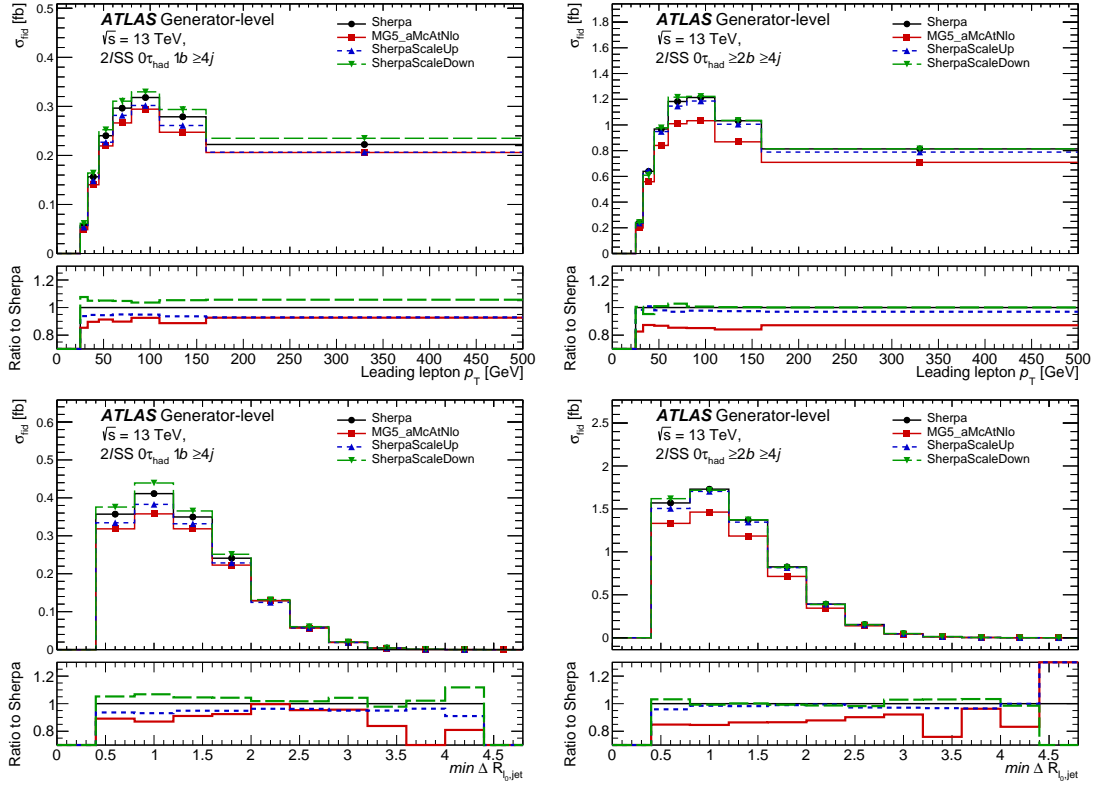 σfid [fb]
0.5
0.4
0.3
0.2
0.1
0
ATLAS Generator-level
√s = 13 TeV,
2lSS 0τhad 1b ≥4j
Sherpa
MG5_aMcAtNlo
SherpaScaleUp
SherpaScaleDown
Ratio to Sherpa
1.2
1
0.8
0 50 100 150 200 250 300 350 400 450 500
Leading lepton pT [GeV]
σfid [fb]
1.8
1.6
1.4
1.2
1
0.8
0.6
0.4
0.2
0
ATLAS Generator-level
√s = 13 TeV,
2lSS 0τhad ≥2b ≥4j
Sherpa
MG5_aMcAtNlo
SherpaScaleUp
SherpaScaleDown
Ratio to Sherpa
1.2
1
0.8
0 50 100 150 200 250 300 350 400 450 500
Leading lepton pT [GeV]
σfid [fb]
0.6
0.5
0.4
0.3
0.2
0.1
0
ATLAS Generator-level
√s = 13 TeV,
2lSS 0τhad 1b ≥4j
Sherpa
MG5_aMcAtNlo
SherpaScaleUp
SherpaScaleDown
Ratio to Sherpa
1.2
1
0.8
0 0.5 1 1.5 2 2.5 3 3.5 4 4.5
min Δ Rl0,jet
σfid [fb]
2.5
2
1.5
1
0.5
0
ATLAS Generator-level
√s = 13 TeV,
2lSS 0τhad ≥2b ≥4j
Sherpa
MG5_aMcAtNlo
SherpaScaleUp
SherpaScaleDown
Ratio to Sherpa
1.2
1
0.8
0 0.5 1 1.5 2 2.5 3 3.5 4 4.5
min Δ Rl0,jet